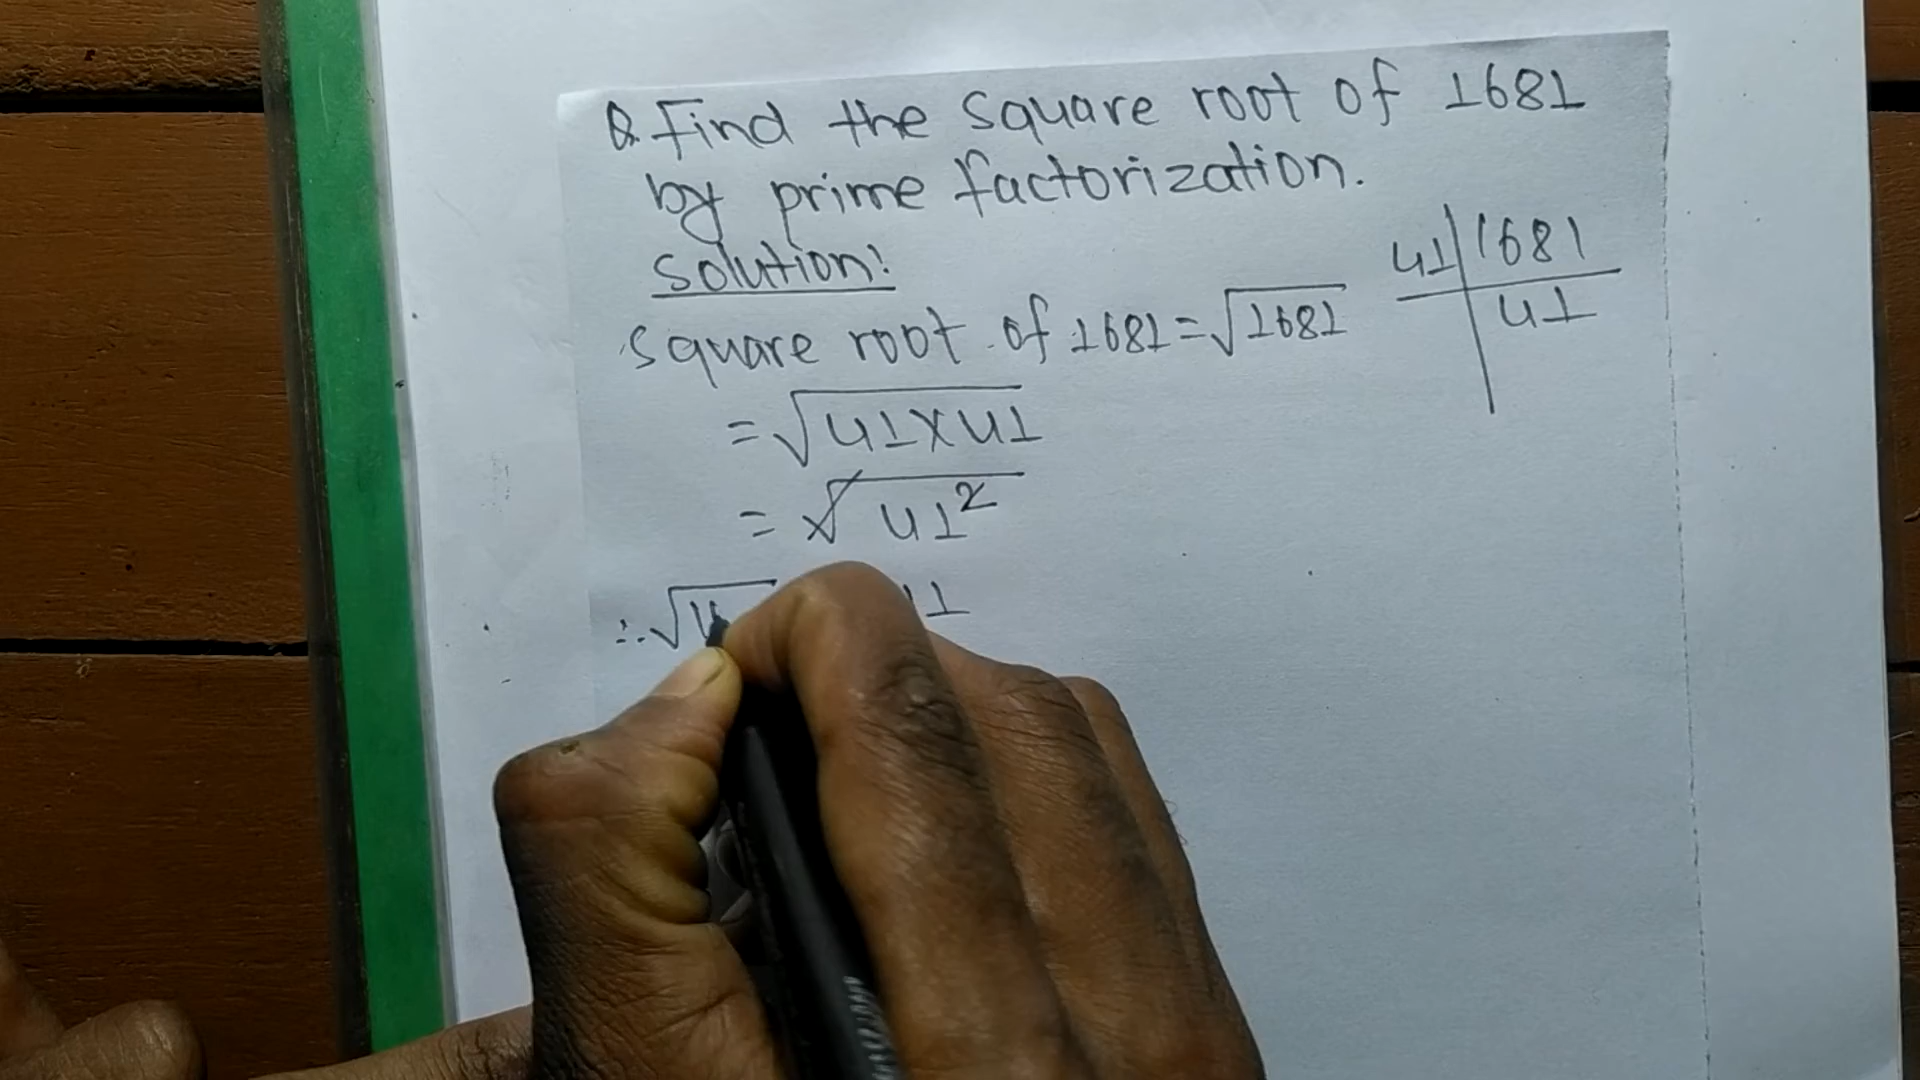 Q. Find the square root of 1681
by prime factorization.
solution:
41 | 1681
41
square root of 1681 = √1681
= √41×41
= √41²
∴ √